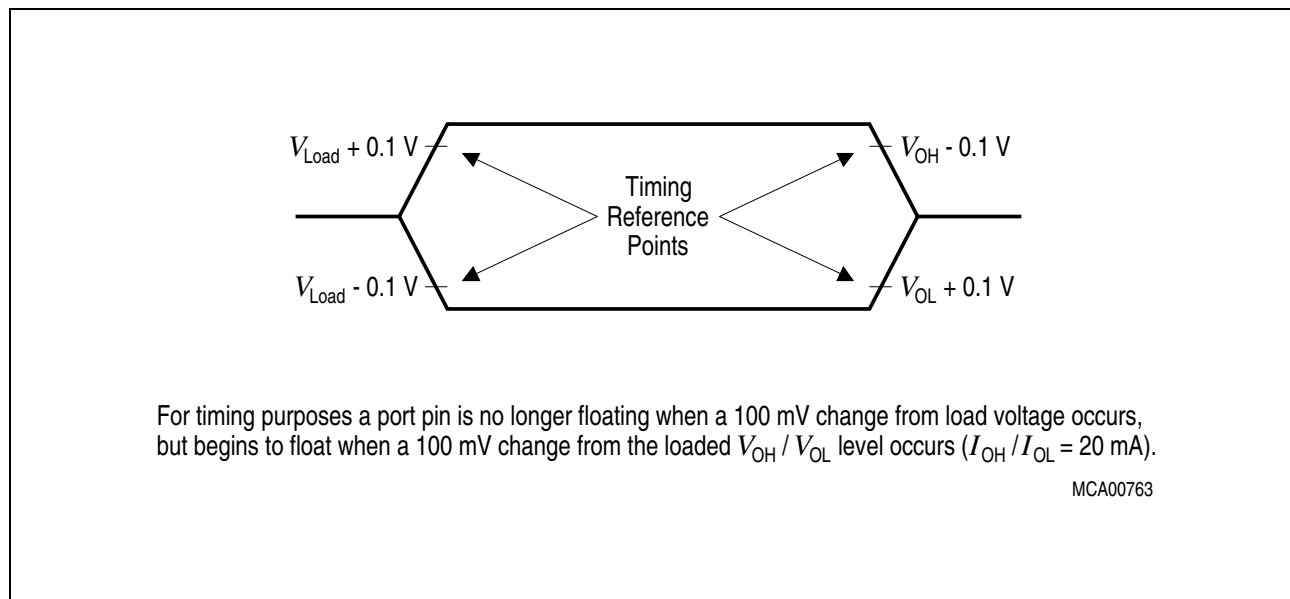 V_Load + 0.1 V
V_OH - 0.1 V
Timing
Reference
Points
V_Load - 0.1 V
V_OL + 0.1 V
For timing purposes a port pin is no longer floating when a 100 mV change from load voltage occurs,
but begins to float when a 100 mV change from the loaded V_OH / V_OL level occurs (I_OH / I_OL = 20 mA).
MCA00763